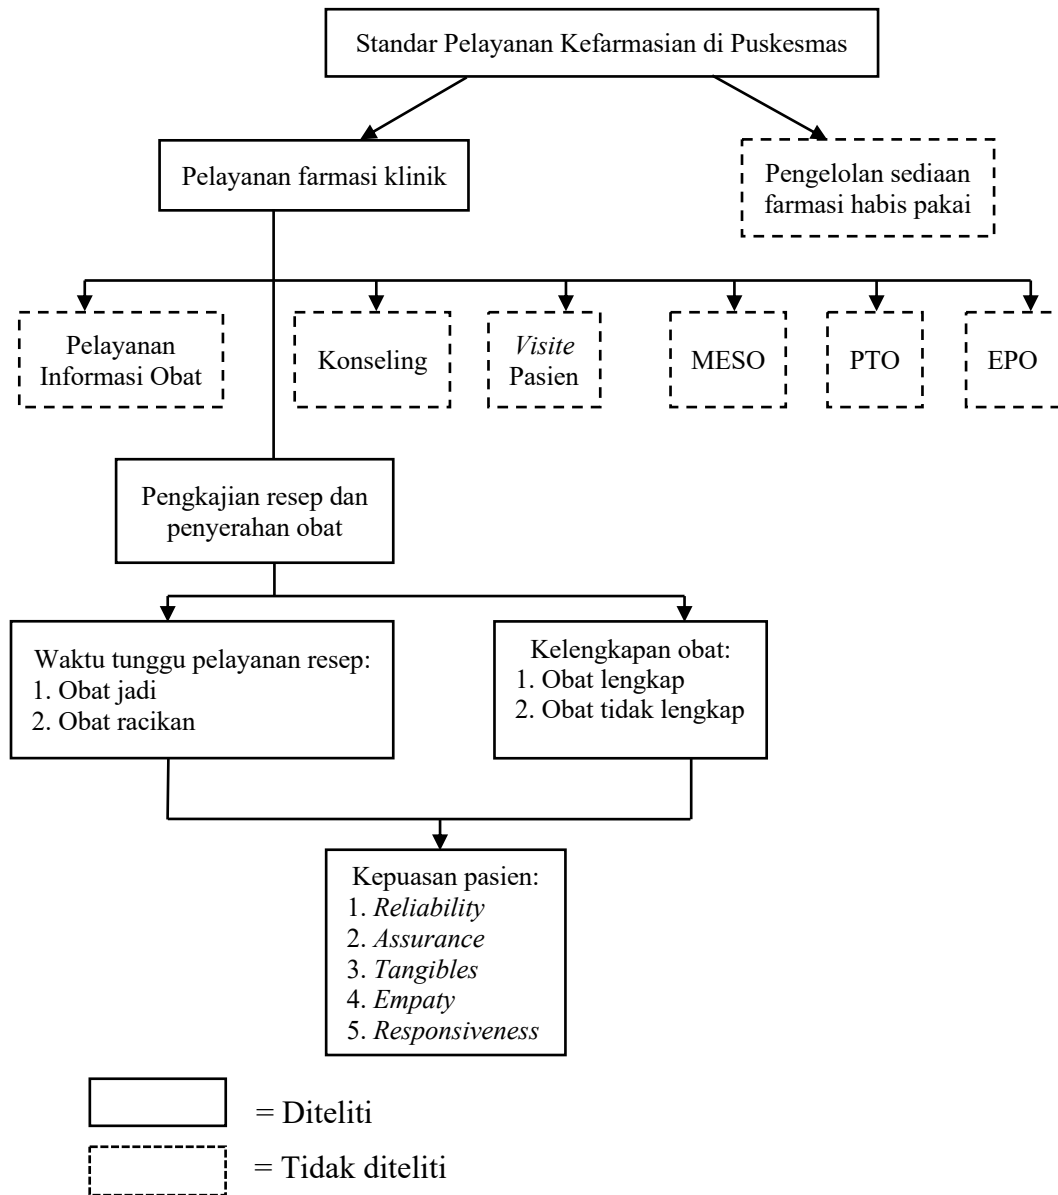 Standar Pelayanan Kefarmasian di Puskesmas
Pelayanan farmasi klinik
Pengelolan sediaan
farmasi habis pakai
Pelayanan
Informasi Obat
Konseling
Visite
Pasien
MESO
PTO
EPO
Pengkajian resep dan
penyerahan obat
Waktu tunggu pelayanan resep:
1. Obat jadi
2. Obat racikan
Kelengkapan obat:
1. Obat lengkap
2. Obat tidak lengkap
Kepuasan pasien:
1. Reliability
2. Assurance
3. Tangibles
4. Empaty
5. Responsiveness
= Diteliti
= Tidak diteliti